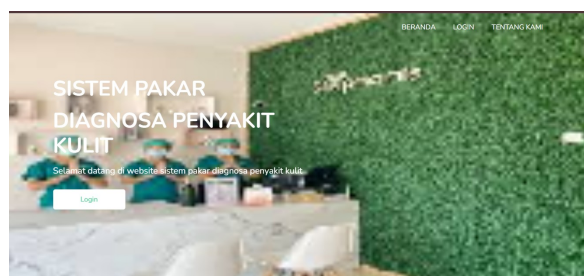 BERANDA LOGIN TENTANG KAMI
SISTEM PAKAR
DIAGNOSA PENYAKIT
KULIT
Selamat datang di website sistem pakar diagnosa penyakit kulit
Login